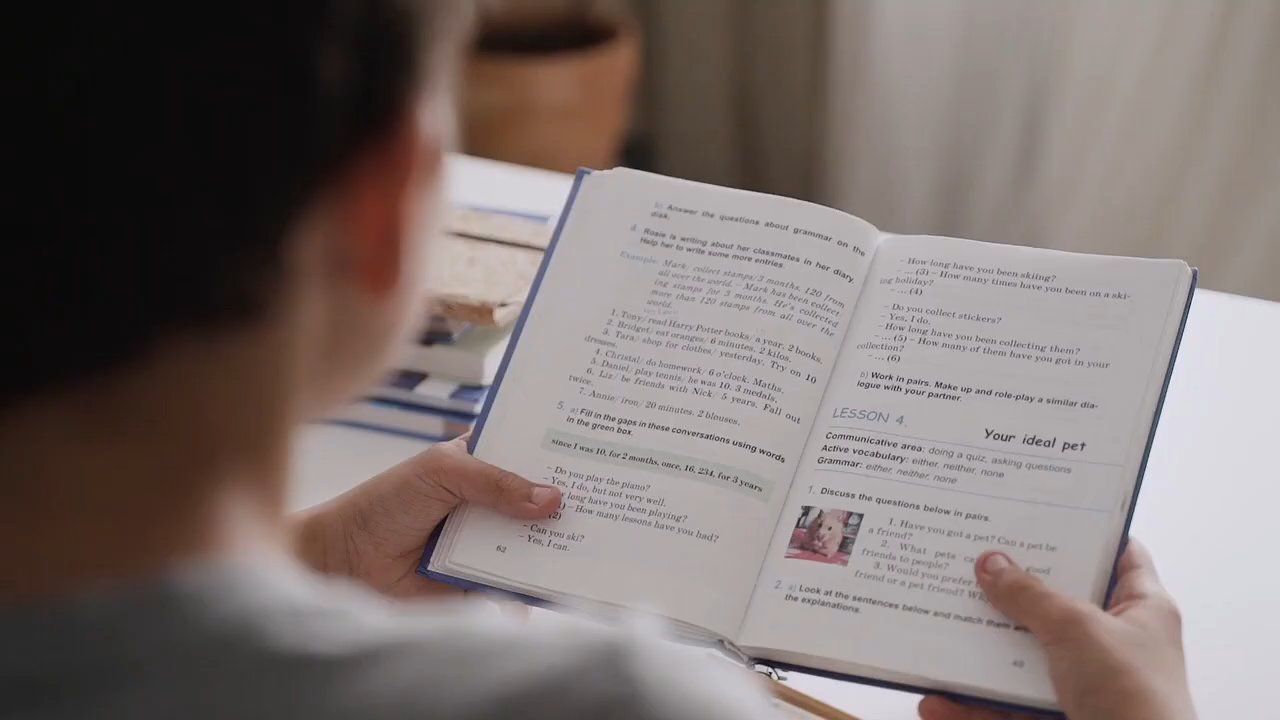 b) Answer the questions about grammar on the
disk.
d. Rosie is writing about her classmates in her diary.
Help her to write some more entries.
Example: Mark/ collect stamps/3 months, 120 from
all over the world. – Mark has been collect-
ing stamps for 3 months. He's collected
more than 120 stamps from all over the
world.
1. Tony/ read Harry Potter books/ a year, 2 books.
2. Bridget/ eat oranges/ 6 minutes, 2 kilos.
3. Tara/ shop for clothes/ yesterday. Try on 10
dresses.
4. Christal/ do homework/ 6 o'clock. Maths.
5. Daniel/ play tennis/ he was 10, 3 medals.
6. Liz/ be friends with Nick/ 5 years. Fall out
twice.
7. Annie/ iron/ 20 minutes, 2 blouses.
5. a) Fill in the gaps in these conversations using words
in the green box.
since I was 10, for 2 months, once, 16, 234, for 3 years
– Do you play the piano?
– Yes, I do, but not very well.
long have you been playing?
– How many lessons have you had?
(2)
– Can you ski?
– Yes, I can.
62
– How long have you been skiing?
– ... (3) – How many times have you been on a ski-
ing holiday?
– ... (4)
– Do you collect stickers?
– Yes, I do.
– How long have you been collecting them?
– ... (5) – How many of them have you got in your
collection?
– ... (6)
b) Work in pairs. Make up and role-play a similar dia-
logue with your partner.
LESSON 4.
Your ideal pet
Communicative area: doing a quiz, asking questions
Active vocabulary: either, neither, none
Grammar: either, neither, none
1. Discuss the questions below in pairs.
1. Have you got a pet? Can a pet be
a friend?
2. What pets good
friends to people?
3. Would you prefer
friend or a pet friend?
2. a) Look at the sentences below and match them
the explanations.